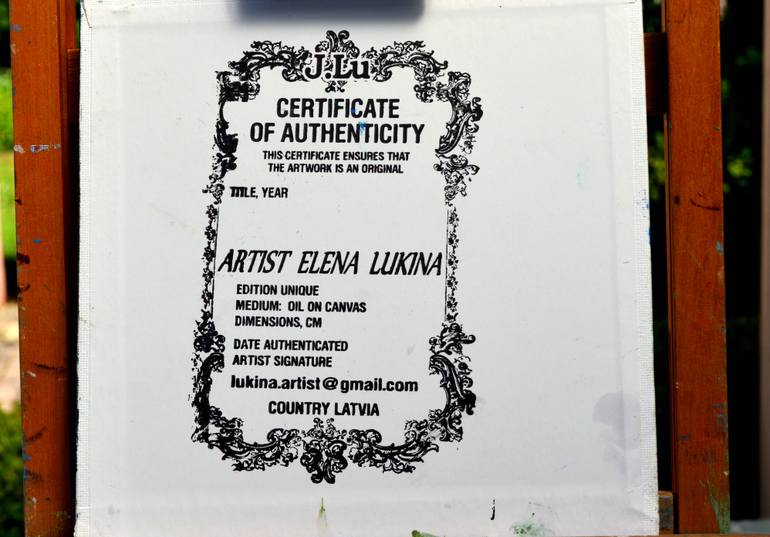 J.Lu
CERTIFICATE
OF AUTHENTICITY
THIS CERTIFICATE ENSURES THAT
THE ARTWORK IS AN ORIGINAL
TITLE, YEAR
ARTIST ELENA LUKINA
EDITION UNIQUE
MEDIUM: OIL ON CANVAS
DIMENSIONS, CM
DATE AUTHENTICATED
ARTIST SIGNATURE
lukina.artist@gmail.com
COUNTRY LATVIA